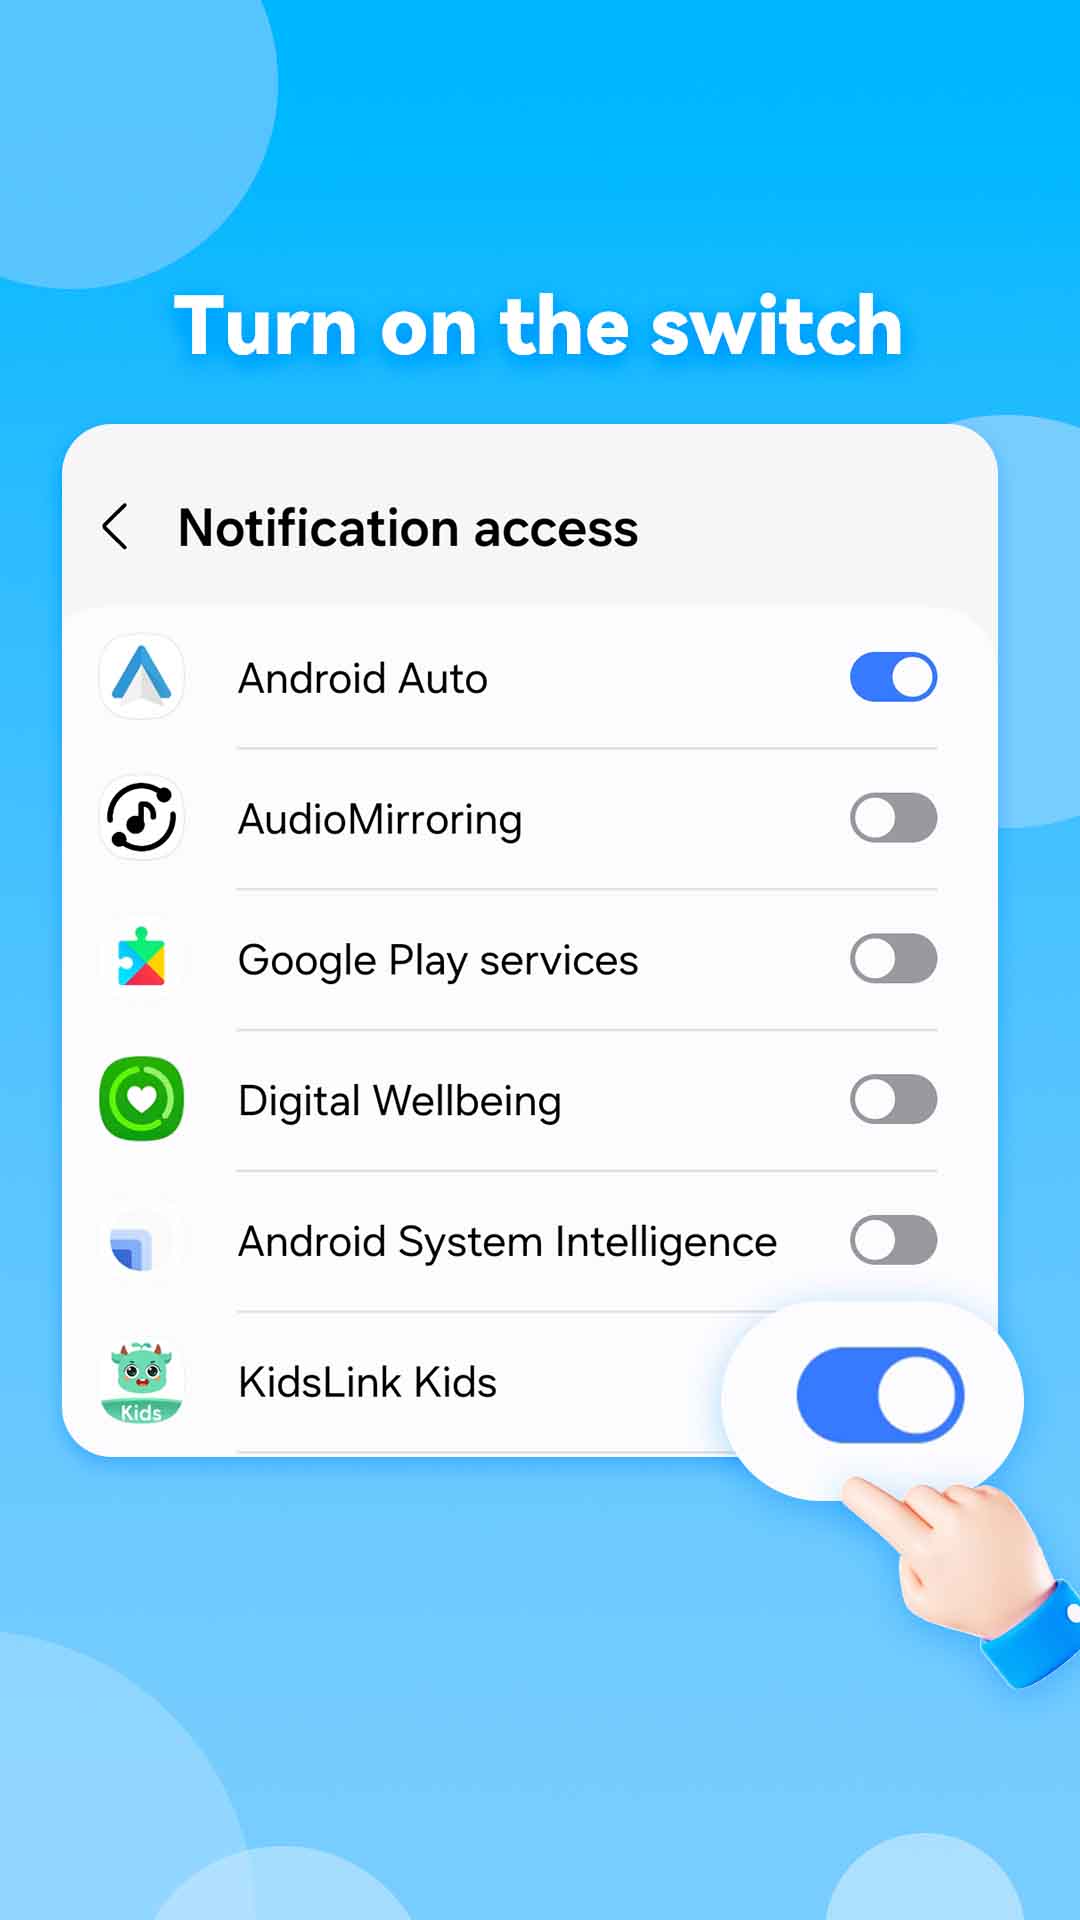 Turn on the switch
Notification access
Android Auto
AudioMirroring
Google Play services
Digital Wellbeing
Android System Intelligence
KidsLink Kids
Kids